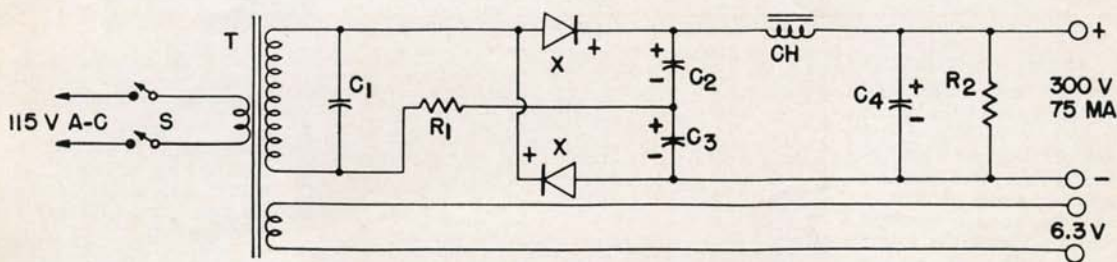 T
115 V A-C
S
C1
R1
+
X
+
X
+
-
C2
+
-
C3
CH
C4
+
-
R2
+
300 V
75 MA
-
6.3 V